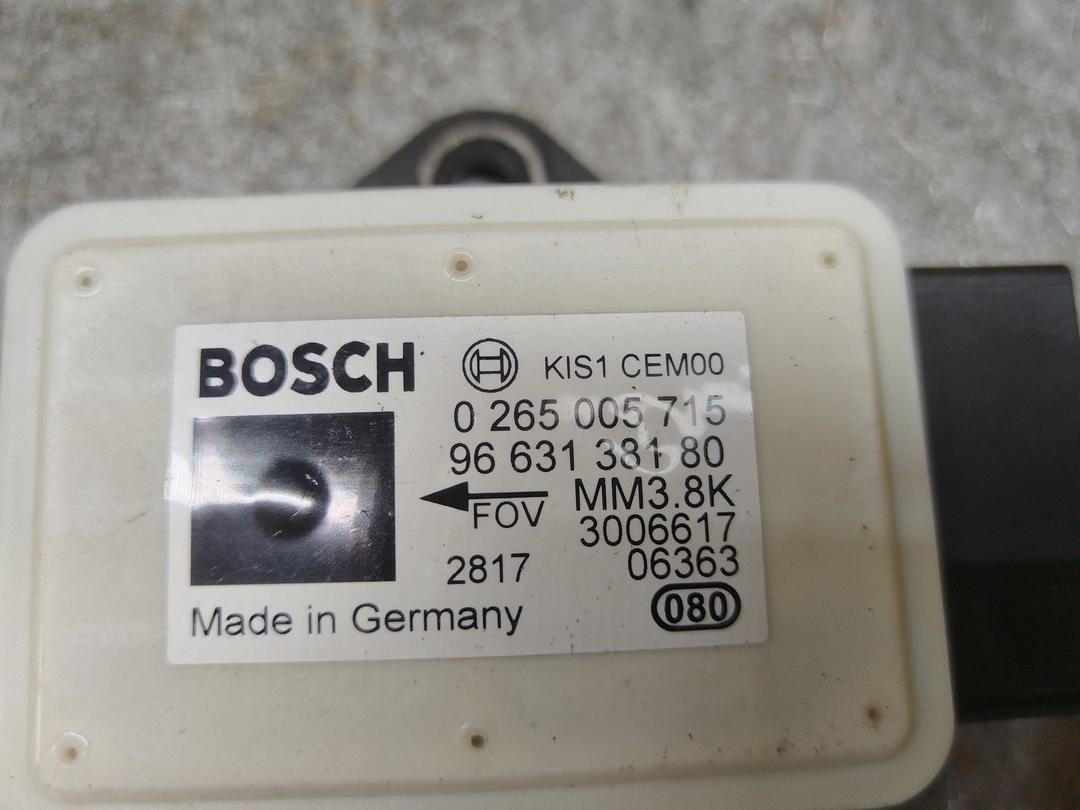 BOSCH KIS1 CEM00
0 265 005 715
96 631 381 80
FOV MM3.8K
3006617
2817 06363
Made in Germany 080